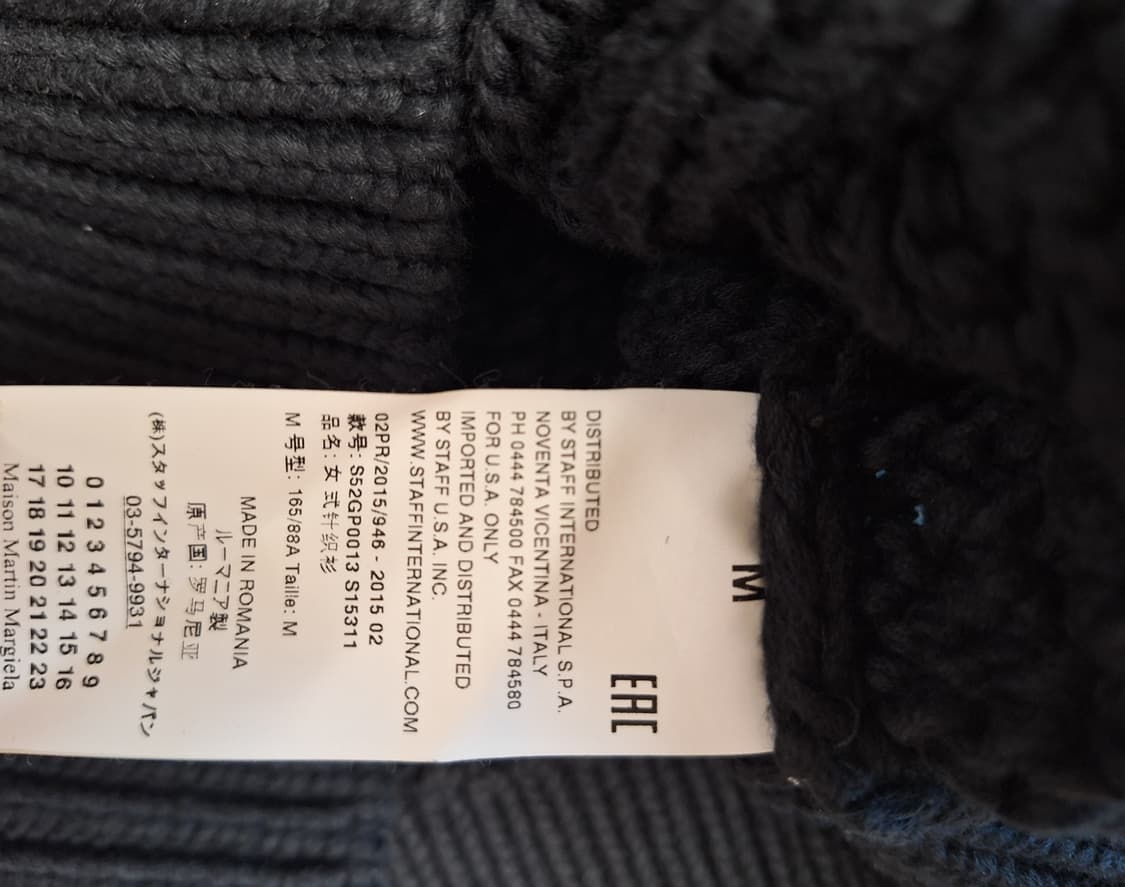 M
EAC
DISTRIBUTED
BY STAFF INTERNATIONAL S.P.A.
NOVENTA VICENTINA - ITALY
PH 0444 784500 FAX 0444 784580
FOR U.S.A. ONLY
IMPORTED AND DISTRIBUTED
BY STAFF U.S.A. INC.
WWW.STAFFINTERNATIONAL.COM
02PR/2015/946 - 2015 02
款号: S52GP0013 S15311
品名: 女 式针织衫
M 号型: 165/88A Taille: M
MADE IN ROMANIA
ルーマニア製
原产国: 罗马尼亚
(株)スタッフインターナショナルジャパン
03-5794-9931
0 1 2 3 4 5 6 7 8 9
10 11 12 13 14 15 16
17 18 19 20 21 22 23
Maison Martin Margiela